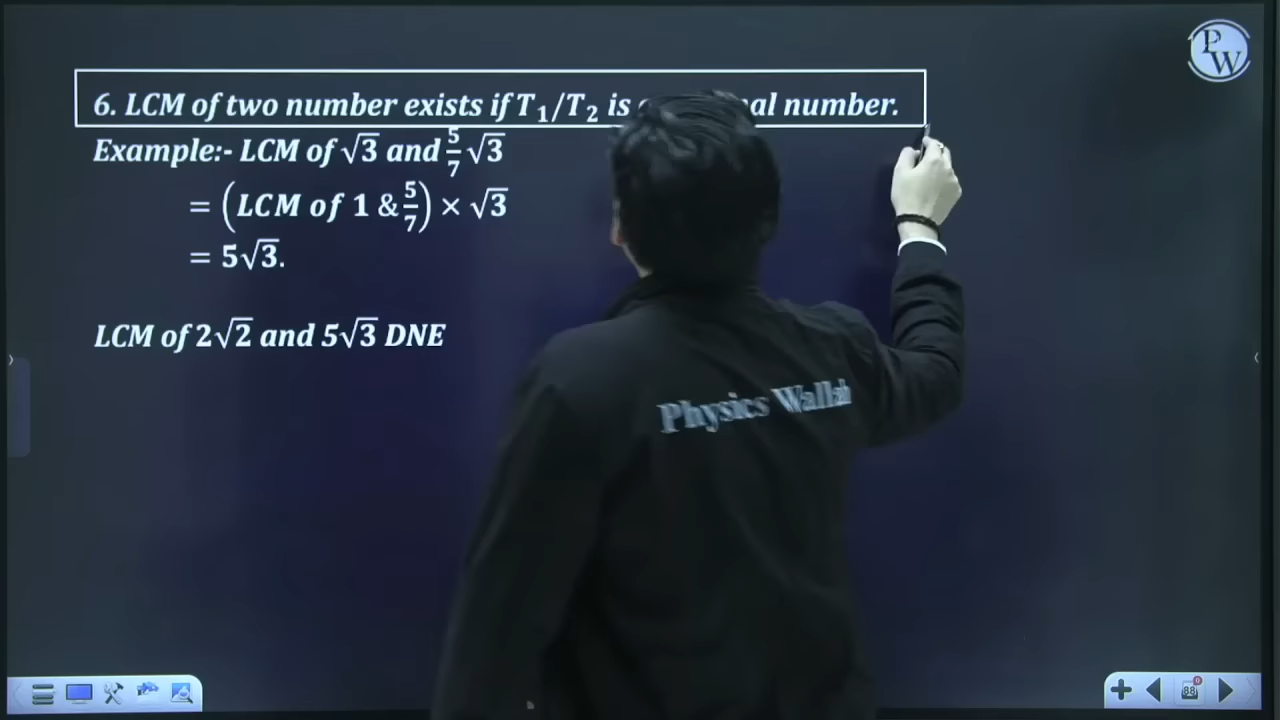 PW
6. LCM of two number exists if T₁/T₂ is al number.
Example:- LCM of √3 and 5/7 √3
= (LCM of 1 & 5/7) × √3
= 5√3.
LCM of 2√2 and 5√3 DNE
Physics Wallah
88